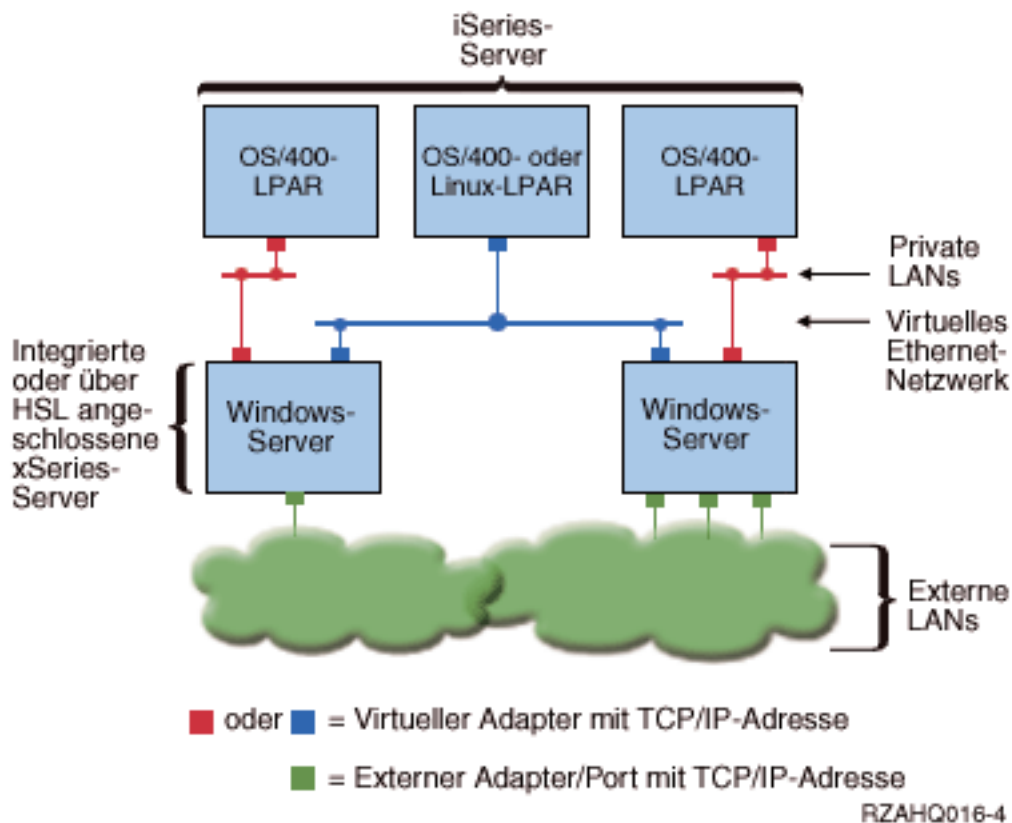 iSeries-
Server
OS/400-
LPAR
OS/400- oder
Linux-LPAR
OS/400-
LPAR
Private
LANs
Virtuelles
Ethernet-
Netzwerk
Integrierte
oder über
HSL ange-
schlossene
xSeries-
Server
Windows-
Server
Windows-
Server
Externe
LANs
oder = Virtueller Adapter mit TCP/IP-Adresse
= Externer Adapter/Port mit TCP/IP-Adresse
RZAHQ016-4